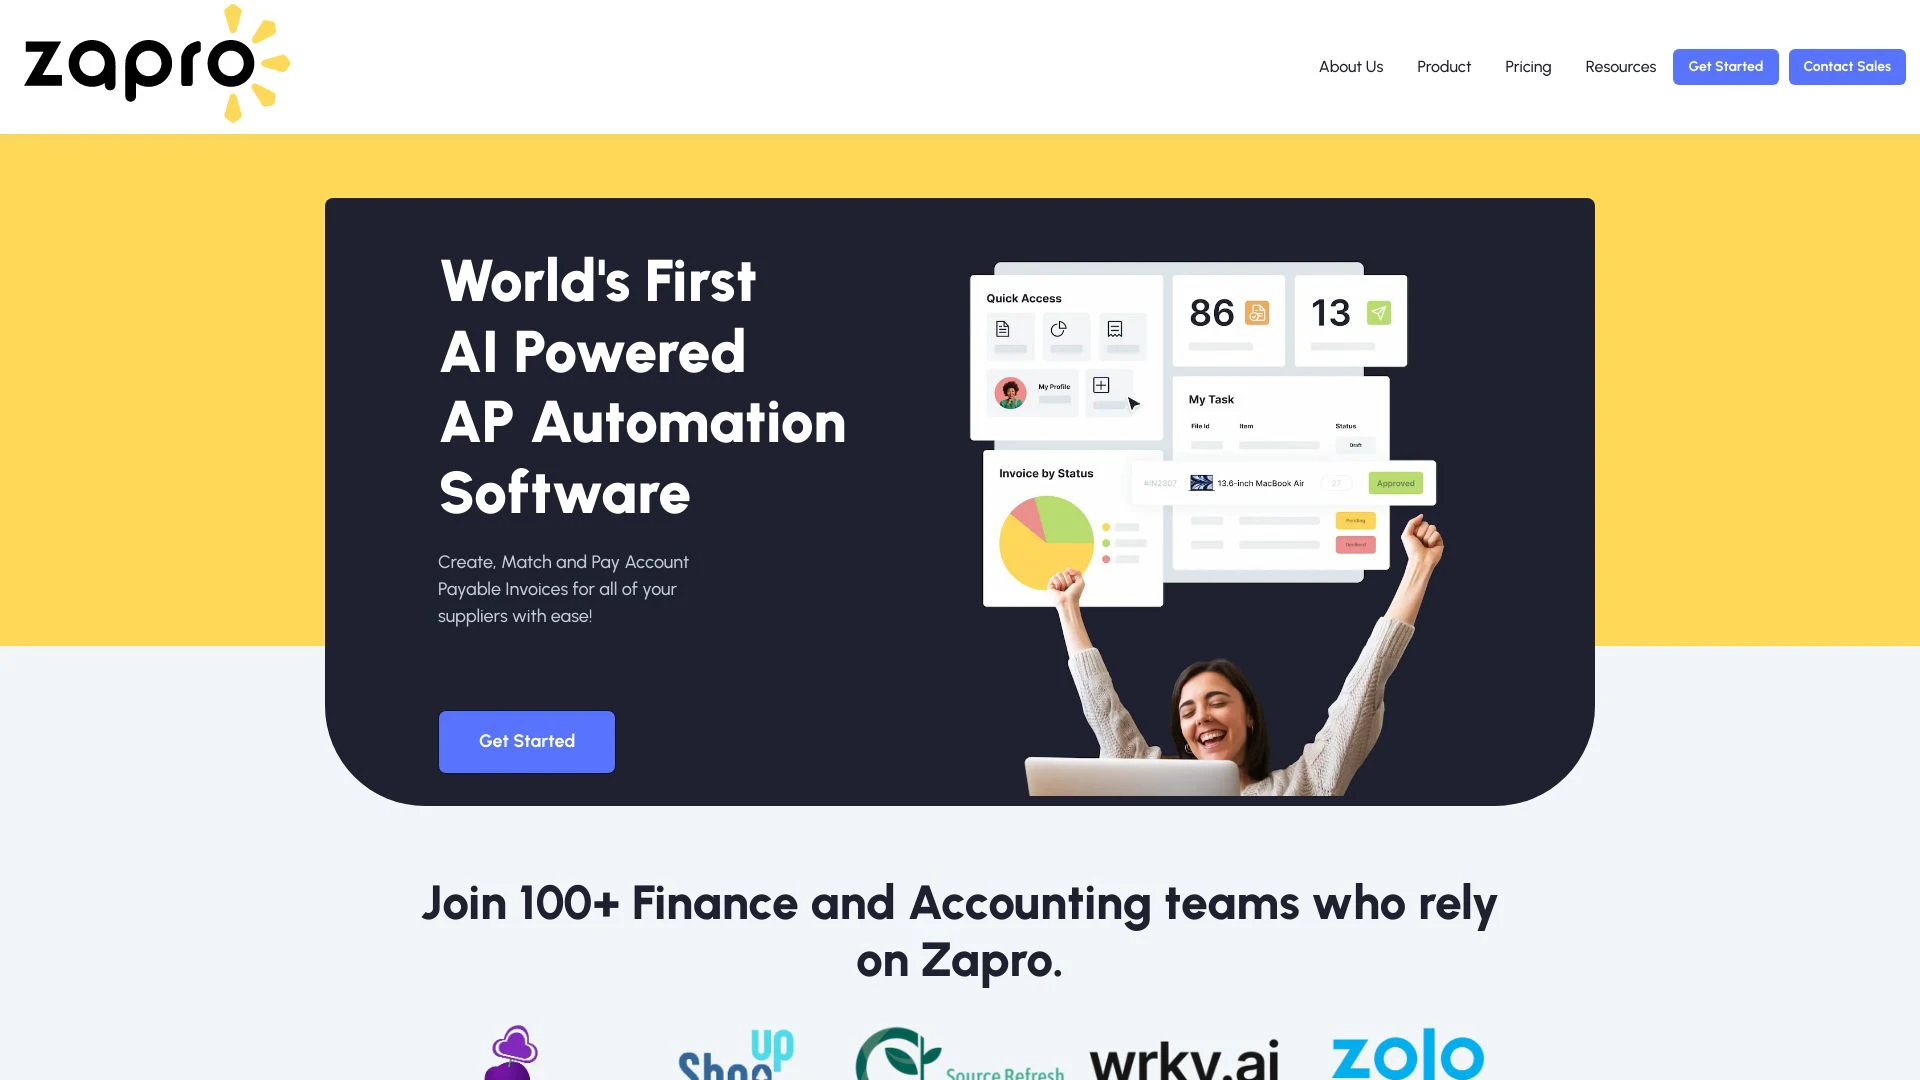 zapro
About Us
Product
Pricing
Resources
Get Started
Contact Sales
World's First
AI Powered
AP Automation
Software
Create, Match and Pay Account
Payable Invoices for all of your
suppliers with ease!
Get Started
Quick Access
My Profile
86
13
My Task
File Id Item Status
Draft
Invoice by Status
#IN2307 13.6-inch MacBook Air 27 Approved
Pending
Declined
Join 100+ Finance and Accounting teams who rely
on Zapro.
Shop
up
Source Refresh
wrky.ai
zolo